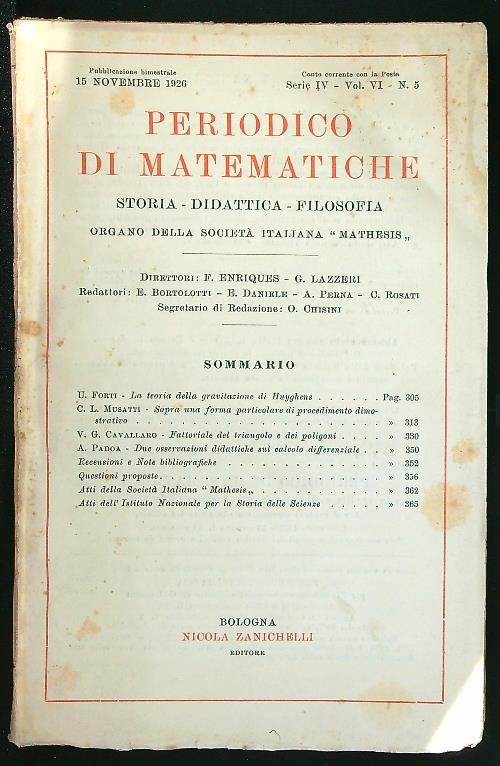 Pubblicazione bimestrale
15 NOVEMBRE 1926
Conto corrente con la Posta
Serie IV - Vol. VI - N. 5
PERIODICO
DI MATEMATICHE
STORIA - DIDATTICA - FILOSOFIA
ORGANO DELLA SOCIETÀ ITALIANA “ MATHESIS „
DIRETTORI: F. ENRIQUES - G. LAZZERI
Redattori: E. BORTOLOTTI - E. DANIELE - A. PERNA - C. ROSATI
Segretario di Redazione: O. CHISINI
SOMMARIO
U. FORTI - La teoria della gravitazione di Huyghens . . . . . . Pag. 305
C. L. MUSATTI - Sopra una forma particolare di procedimento dimo-
strativo . . . . . . . . . . . . . . . . . . . . » 313
V. G. CAVALLARO - Fattoriale del triangolo e dei poligoni . . . . . » 330
A. PADOA - Due osservazioni didattiche sul calcolo differenziale . . » 350
Recensioni e Note bibliografiche . . . . . . . . . . . . . » 352
Questioni proposte . . . . . . . . . . . . . . . . . . » 356
Atti della Società Italiana “ Mathesis „ . . . . . . . . . . » 362
Atti dell' Istituto Nazionale per la Storia delle Scienze . . . . . » 365
BOLOGNA
NICOLA ZANICHELLI
EDITORE